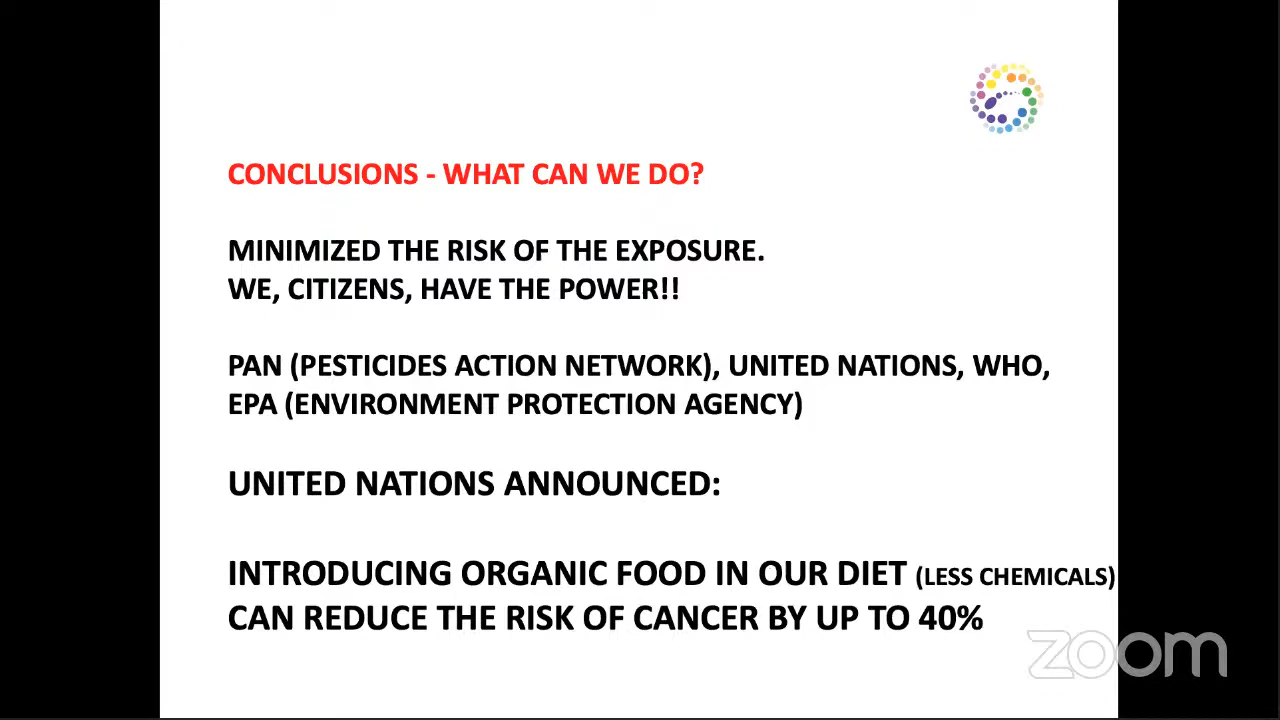 CONCLUSIONS - WHAT CAN WE DO?
MINIMIZED THE RISK OF THE EXPOSURE.
WE, CITIZENS, HAVE THE POWER!!
PAN (PESTICIDES ACTION NETWORK), UNITED NATIONS, WHO,
EPA (ENVIRONMENT PROTECTION AGENCY)
UNITED NATIONS ANNOUNCED:
INTRODUCING ORGANIC FOOD IN OUR DIET (LESS CHEMICALS)
CAN REDUCE THE RISK OF CANCER BY UP TO 40%
zoom